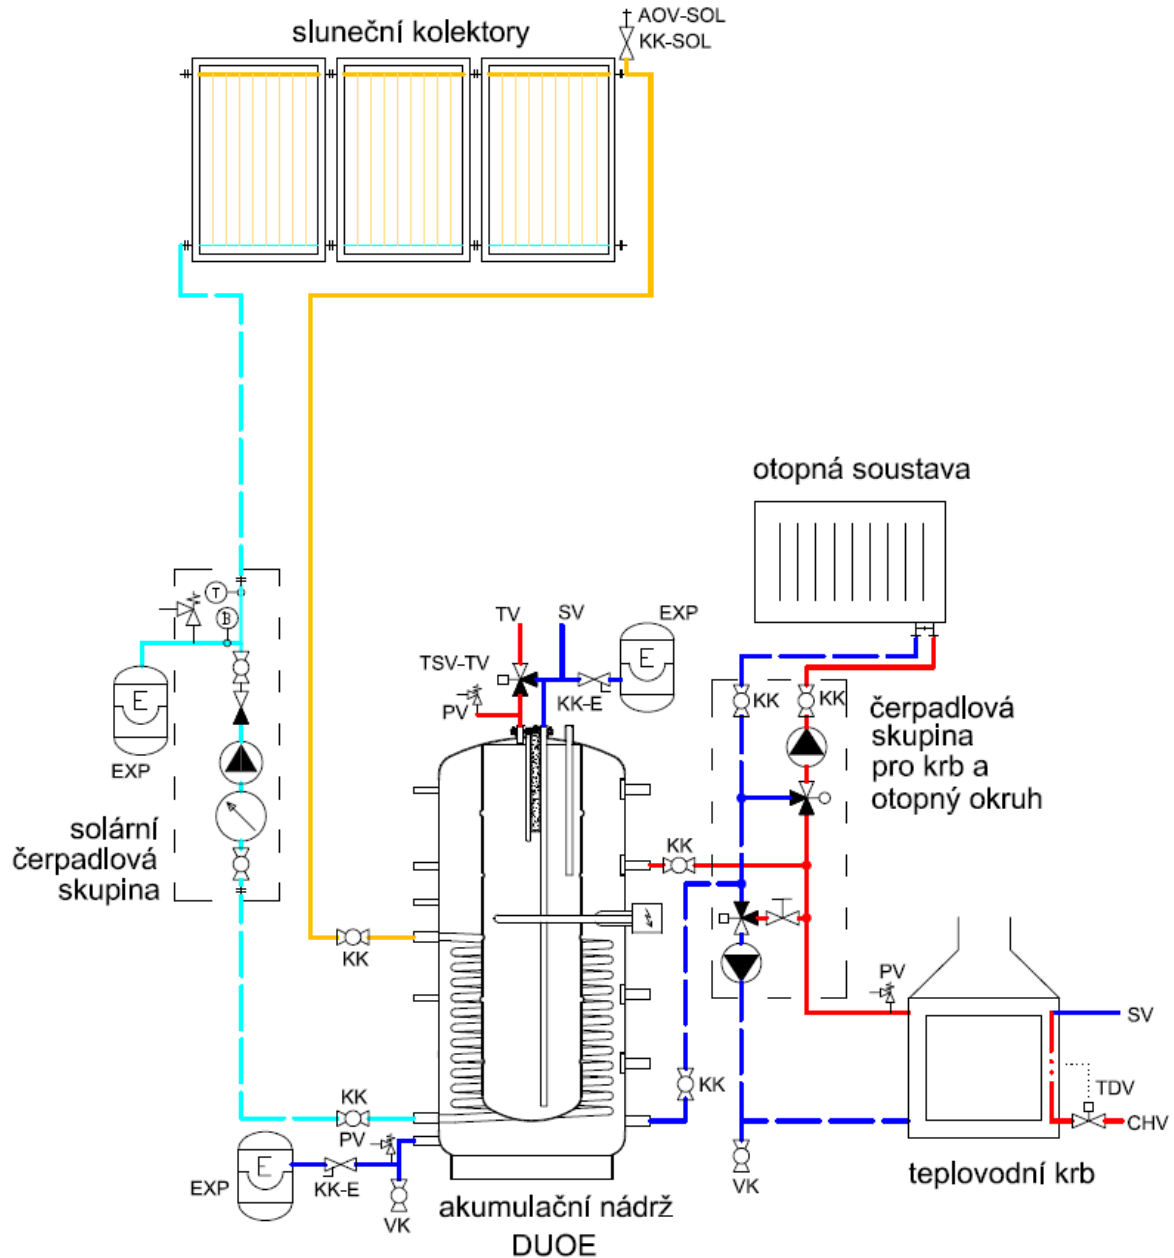 sluneční kolektory
AOV-SOL
KK-SOL
otopná soustava
T
B
E
EXP
solární
čerpadlová
skupina
TV
SV
EXP
E
TSV-TV
KK-E
PV
KK
KK
čerpadlová
skupina
pro krb a
otopný okruh
KK
KK
PV
SV
KK
TDV
CHV
KK
PV
E
EXP
KK-E
VK
VK
teplovodní krb
akumulační nádrž
DUOE